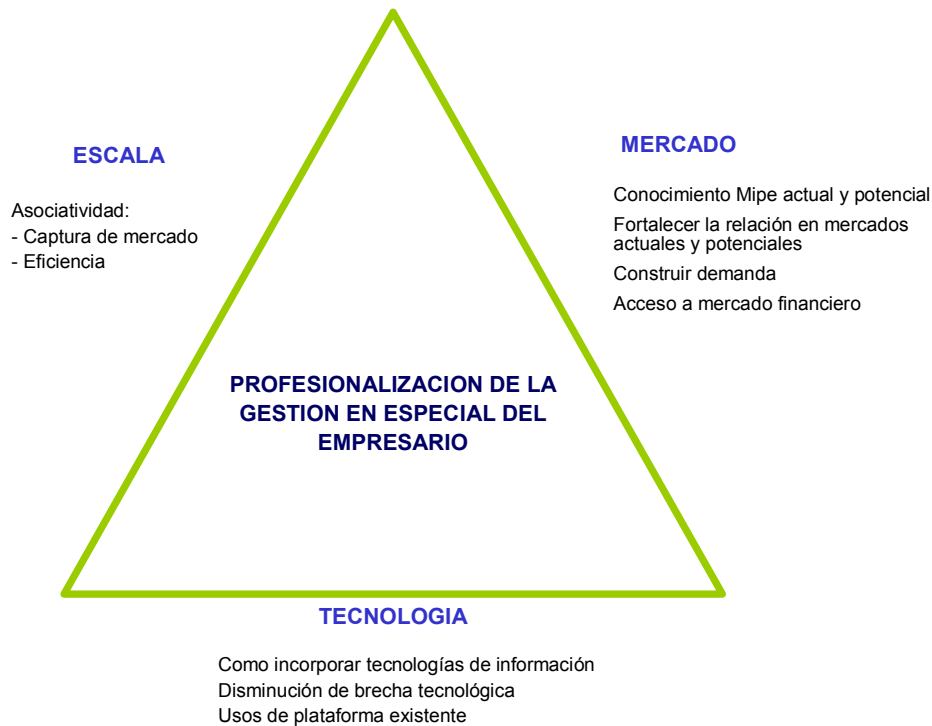 ESCALA
Asociatividad:
- Captura de mercado
- Eficiencia
MERCADO
Conocimiento Mipe actual y potencial
Fortalecer la relación en mercados
actuales y potenciales
Construir demanda
Acceso a mercado financiero
PROFESIONALIZACION DE LA
GESTION EN ESPECIAL DEL
EMPRESARIO
TECNOLOGIA
Como incorporar tecnologías de información
Disminución de brecha tecnológica
Usos de plataforma existente